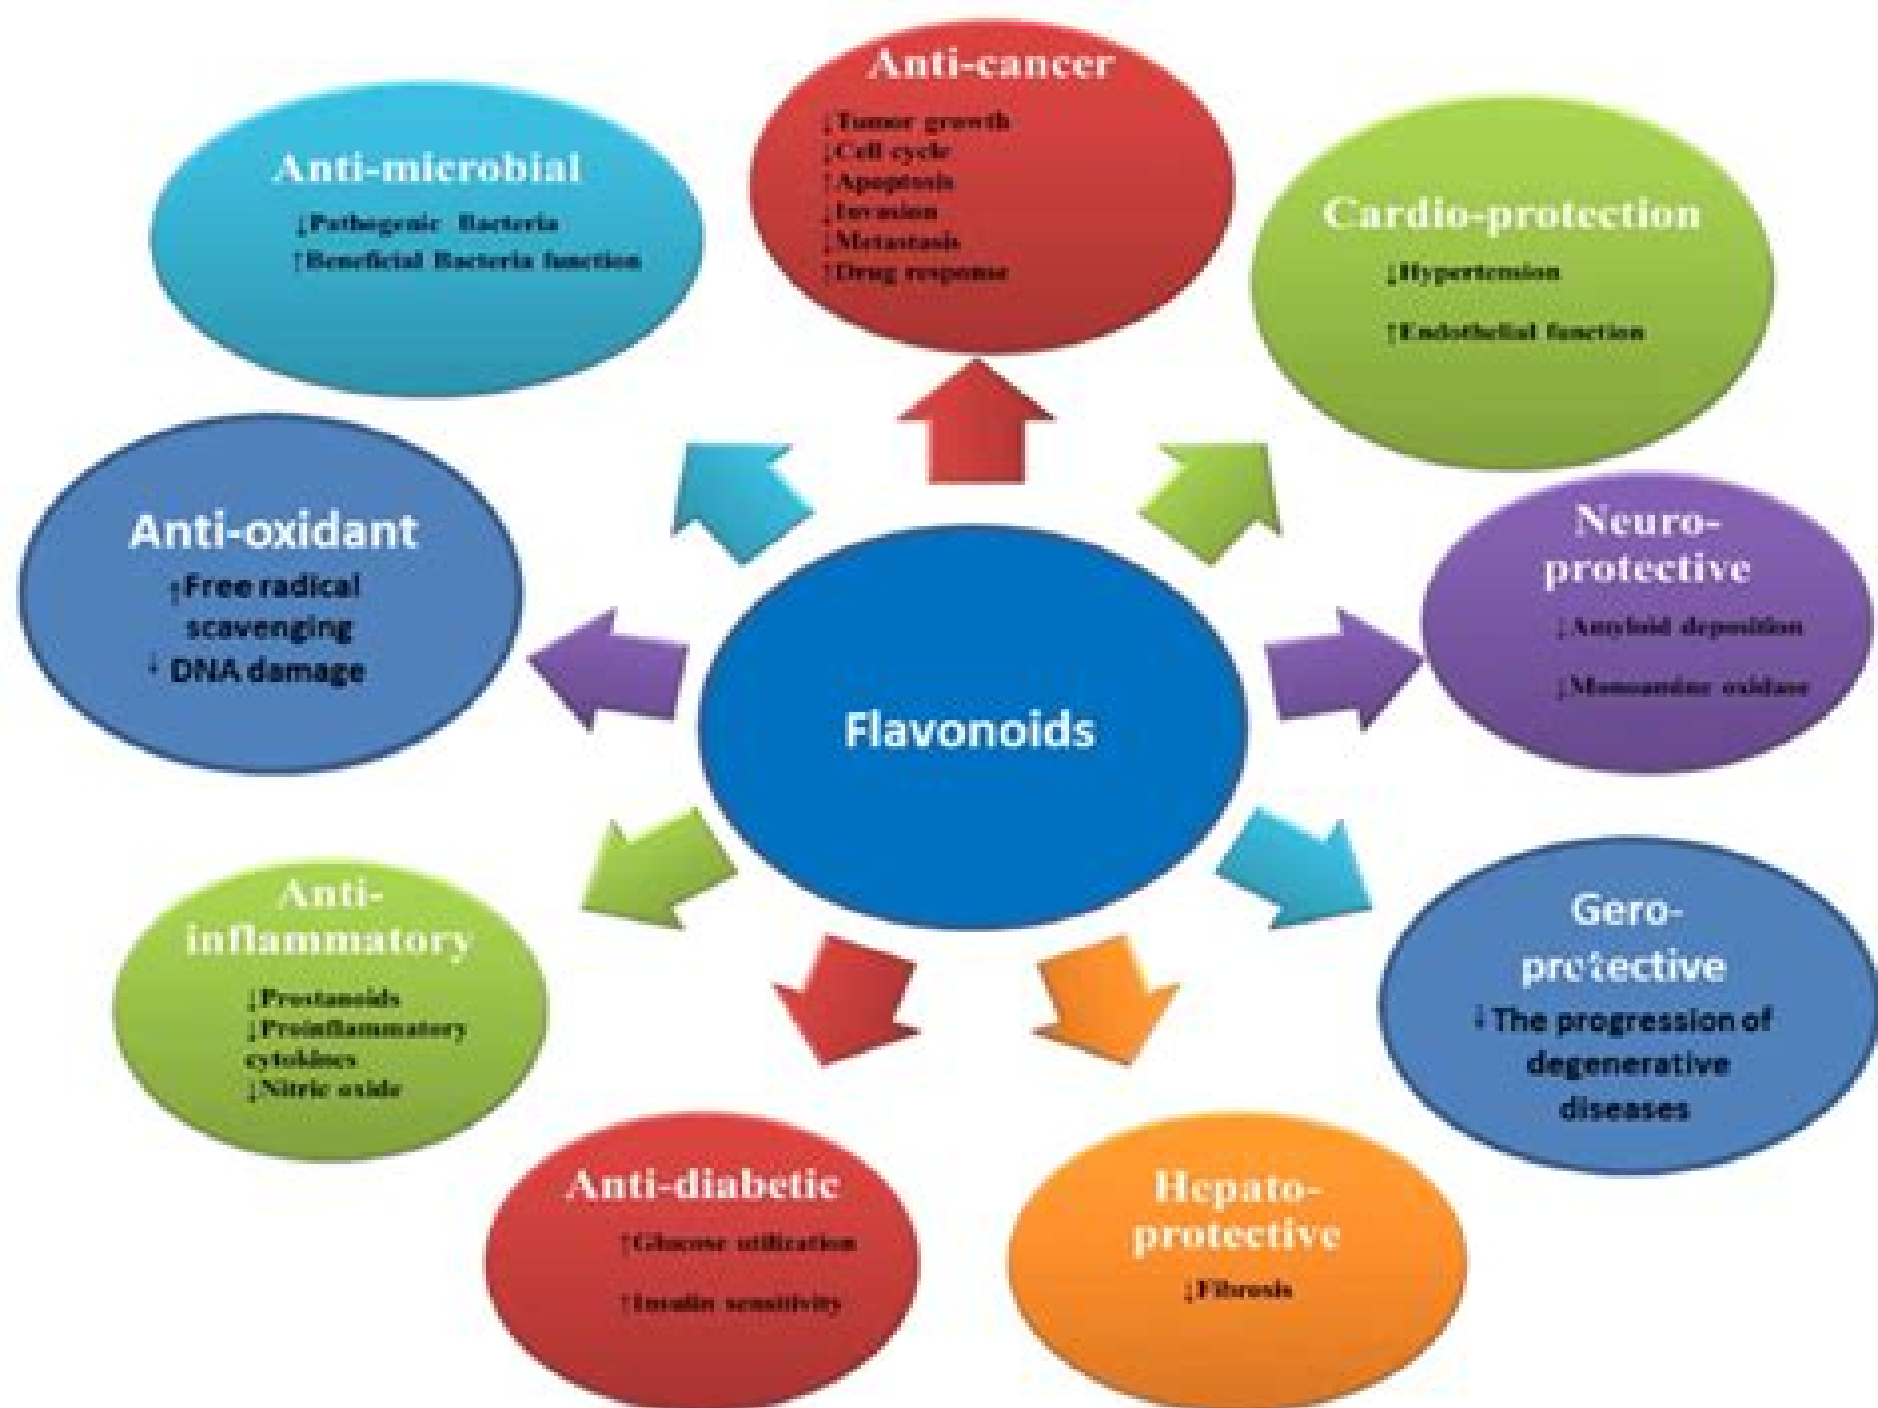 Anti-cancer
↓Tumor growth
↓Cell cycle
↑Apoptosis
↓Invasion
↓Metastasis
↑Drug response
Cardio-protection
↓Hypertension
↑Endothelial function
Neuro-
protective
↓Amyloid deposition
↓Monoamine oxidase
Gero-
protective
↓The progression of
degenerative
diseases
Hepato-
protective
↓Fibrosis
Anti-diabetic
↑Glucose utilization
↑Insulin sensitivity
Anti-
inflammatory
↓Prostanoids
↓Proinflammatory
cytokines
↓Nitric oxide
Anti-oxidant
↑Free radical
scavenging
↓ DNA damage
Anti-microbial
↓Pathogenic Bacteria
↑Beneficial Bacteria function
Flavonoids